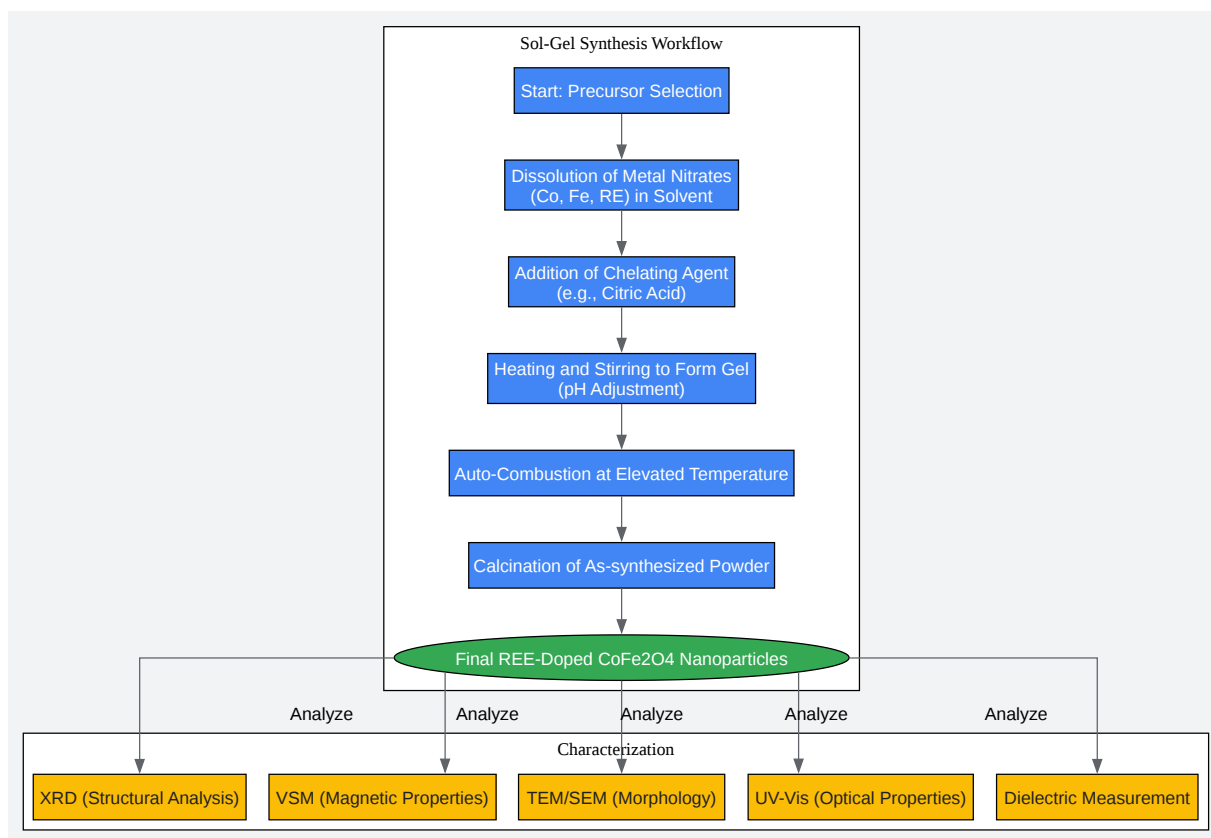 Sol-Gel Synthesis Workflow
Start: Precursor Selection
Dissolution of Metal Nitrates
(Co, Fe, RE) in Solvent
Addition of Chelating Agent
(e.g., Citric Acid)
Heating and Stirring to Form Gel
(pH Adjustment)
Auto-Combustion at Elevated Temperature
Calcination of As-synthesized Powder
Final REE-Doped CoFe2O4 Nanoparticles
Analyze
Analyze
Analyze
Analyze
Analyze
Characterization
XRD (Structural Analysis)
VSM (Magnetic Properties)
TEM/SEM (Morphology)
UV-Vis (Optical Properties)
Dielectric Measurement